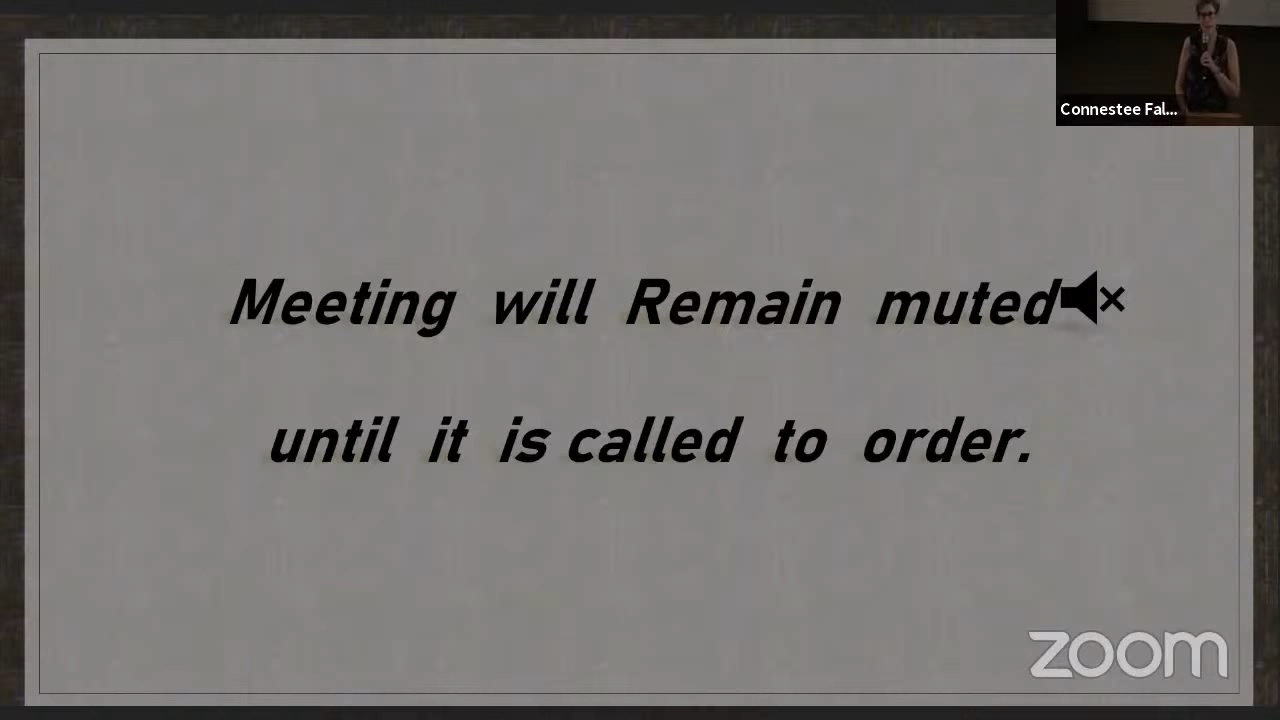 Connestee Fal...
Meeting will Remain muted
until it is called to order.
zoom